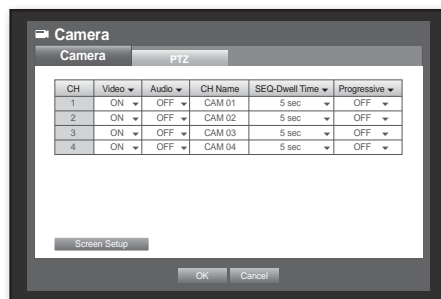 Camera
Camera PTZ
CH Video Audio CH Name SEQ-Dwell Time Progressive
1 ON OFF CAM 01 5 sec OFF
2 ON OFF CAM 02 5 sec OFF
3 ON OFF CAM 03 5 sec OFF
4 ON OFF CAM 04 5 sec OFF
Screen Setup
OK Cancel